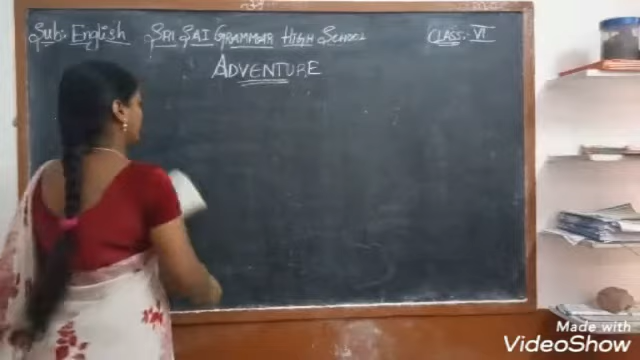 Sub: English SRI SAI GRAMMAR HIGH SCHOOL CLASS: VI
ADVENTURE
Made with
VideoShow